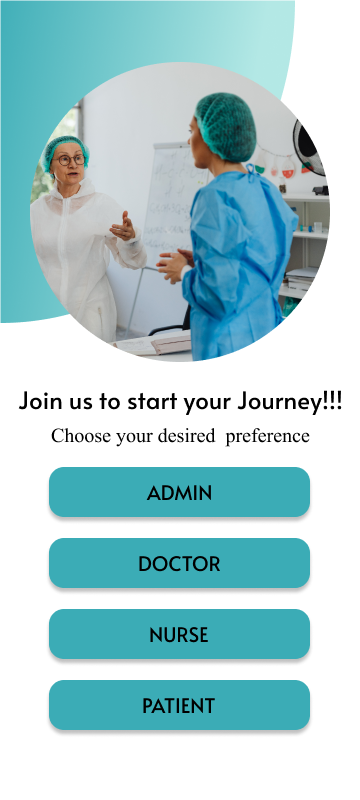 Join us to start your Journey!!!
Choose your desired preference
ADMIN
DOCTOR
NURSE
PATIENT